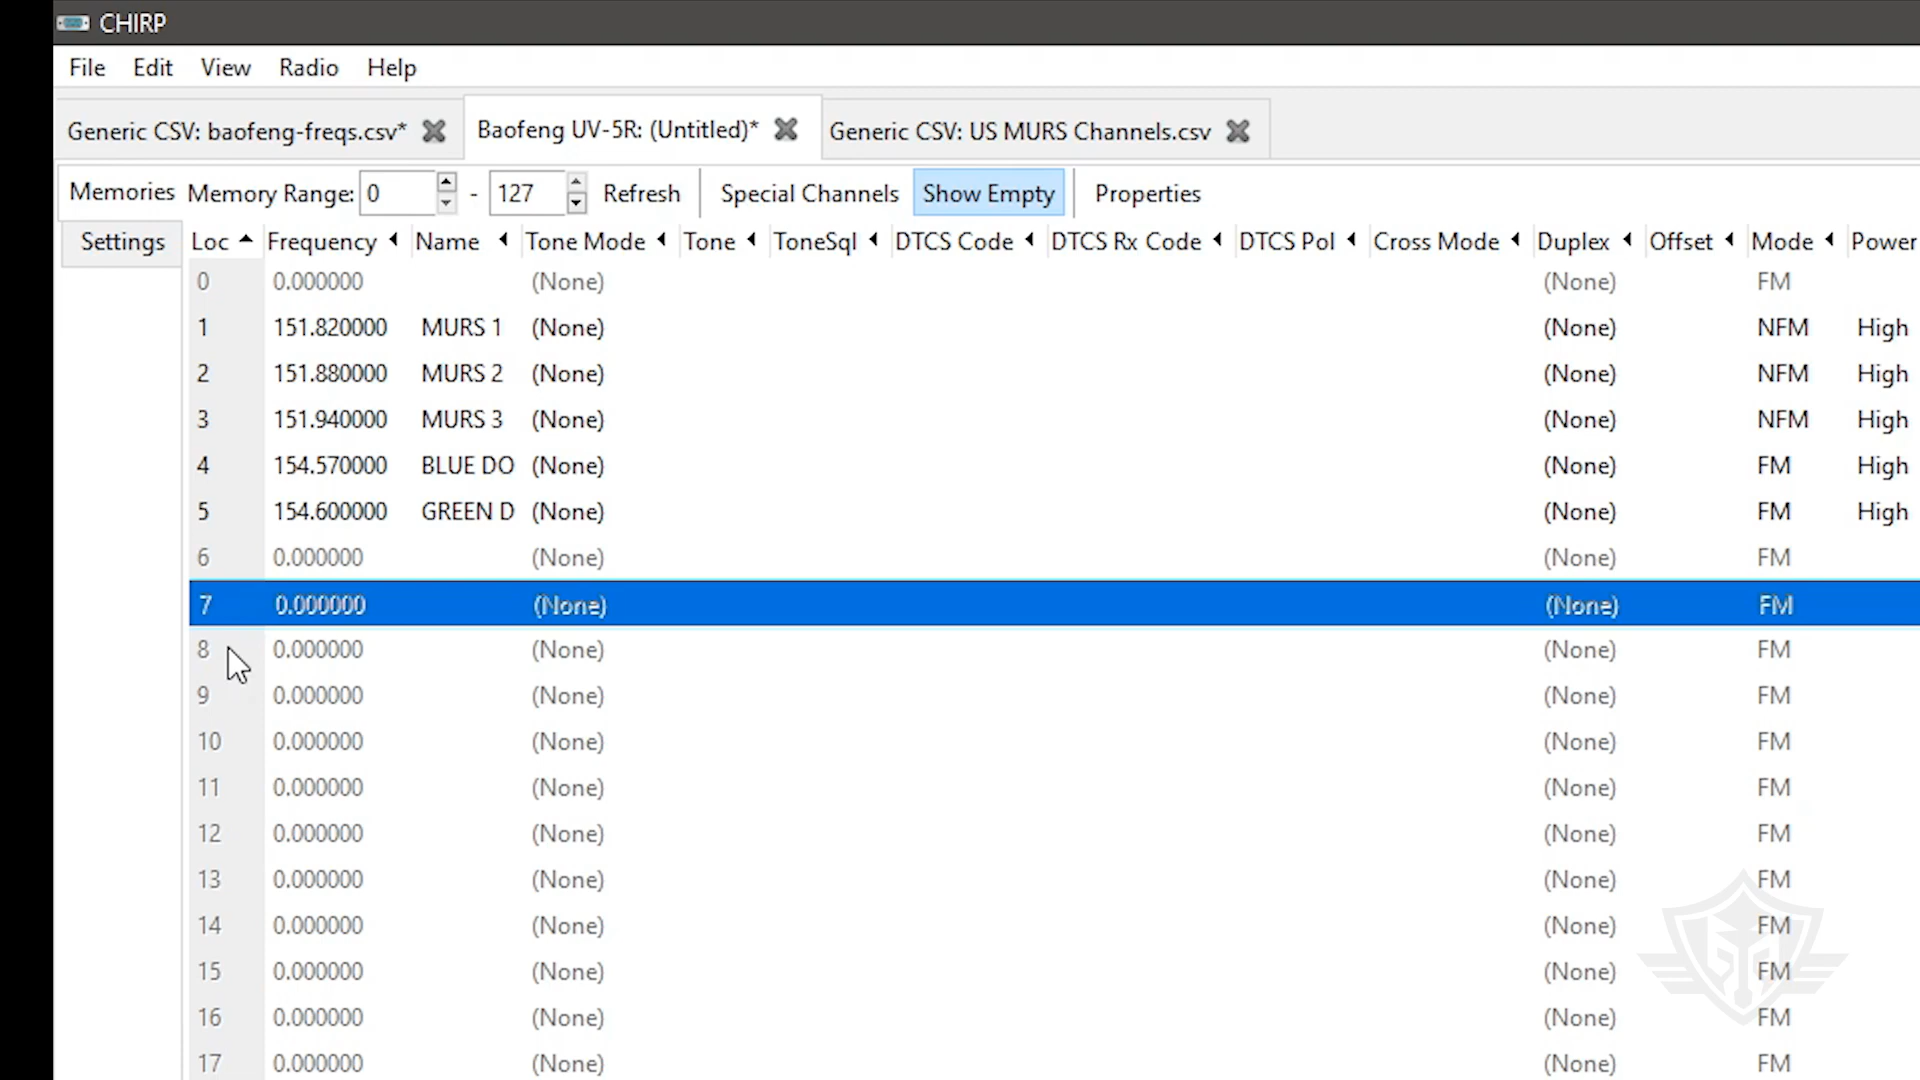 CHIRP
File Edit View Radio Help
Generic CSV: baofeng-freqs.csv* Baofeng UV-5R: (Untitled)* Generic CSV: US MURS Channels.csv
Memories Memory Range: 0 - 127 Refresh Special Channels Show Empty Properties
Settings Loc Frequency Name Tone Mode Tone ToneSql DTCS Code DTCS Rx Code DTCS Pol Cross Mode Duplex Offset Mode Power
0 0.000000 (None) (None) FM
1 151.820000 MURS 1 (None) (None) NFM High
2 151.880000 MURS 2 (None) (None) NFM High
3 151.940000 MURS 3 (None) (None) NFM High
4 154.570000 BLUE DO (None) (None) FM High
5 154.600000 GREEN D (None) (None) FM High
6 0.000000 (None) (None) FM
7 0.000000 (None) (None) FM
8 0.000000 (None) (None) FM
9 0.000000 (None) (None) FM
10 0.000000 (None) (None) FM
11 0.000000 (None) (None) FM
12 0.000000 (None) (None) FM
13 0.000000 (None) (None) FM
14 0.000000 (None) (None) FM
15 0.000000 (None) (None) FM
16 0.000000 (None) (None) FM
17 0.000000 (None) (None) FM